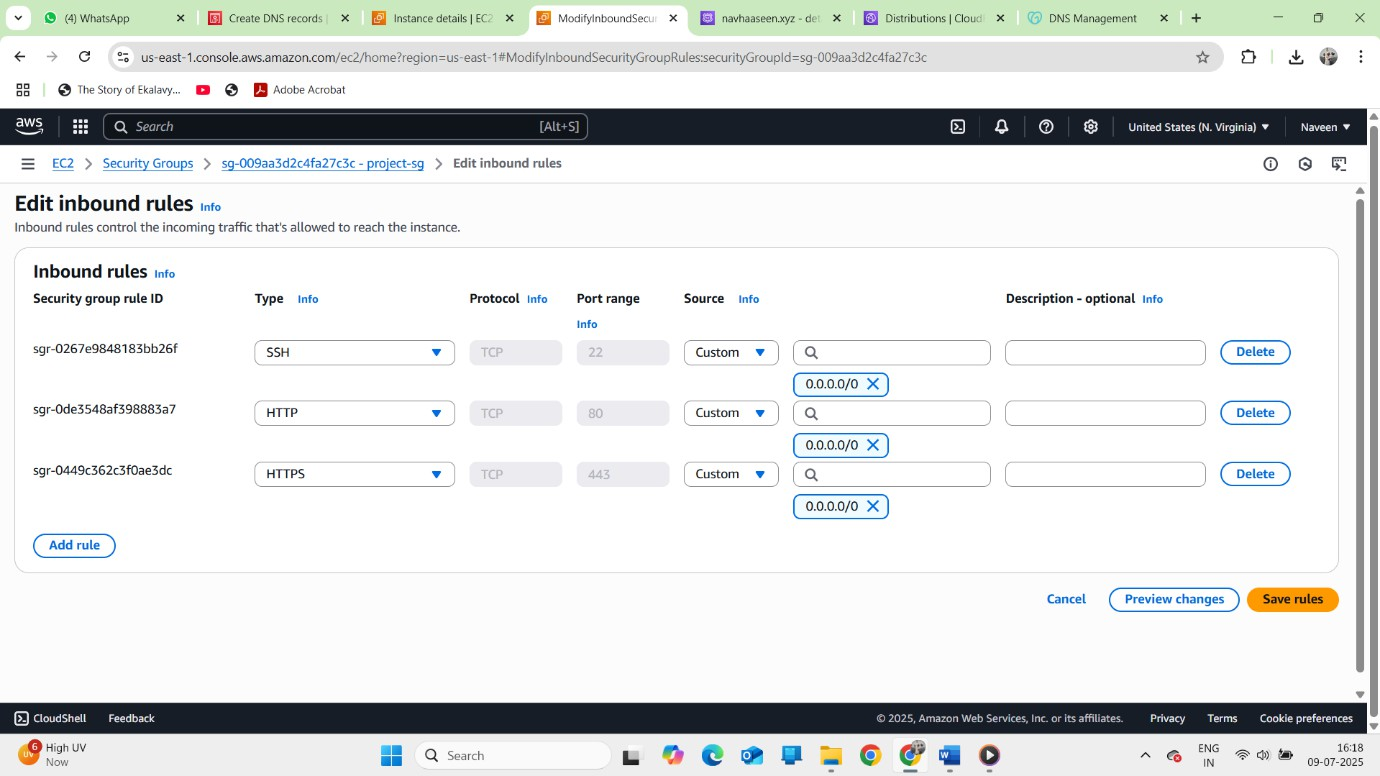 (4) WhatsApp
Create DNS records |
Instance details | EC2
ModifyInboundSecur
navhaaseen.xyz - det
Distributions | CloudF
DNS Management
us-east-1.console.aws.amazon.com/ec2/home?region=us-east-1#ModifyInboundSecurityGroupRules:securityGroupId=sg-009aa3d2c4fa27c3c
The Story of Ekalavy...
Adobe Acrobat
aws
Search [Alt+S]
United States (N. Virginia)
Naveen
EC2 > Security Groups > sg-009aa3d2c4fa27c3c - project-sg > Edit inbound rules
Edit inbound rules Info
Inbound rules control the incoming traffic that's allowed to reach the instance.
Inbound rules Info
Security group rule ID Type Info Protocol Info Port range Info Source Info Description - optional Info
sgr-0267e9848183bb26f SSH TCP 22 Custom Delete
0.0.0.0/0
sgr-0de3548af398883a7 HTTP TCP 80 Custom Delete
0.0.0.0/0
sgr-0449c362c3f0ae3dc HTTPS TCP 443 Custom Delete
0.0.0.0/0
Add rule
Cancel Preview changes Save rules
CloudShell Feedback © 2025, Amazon Web Services, Inc. or its affiliates. Privacy Terms Cookie preferences
6
UV
High UV
Now
Search
ENG
IN
16:18
09-07-2025